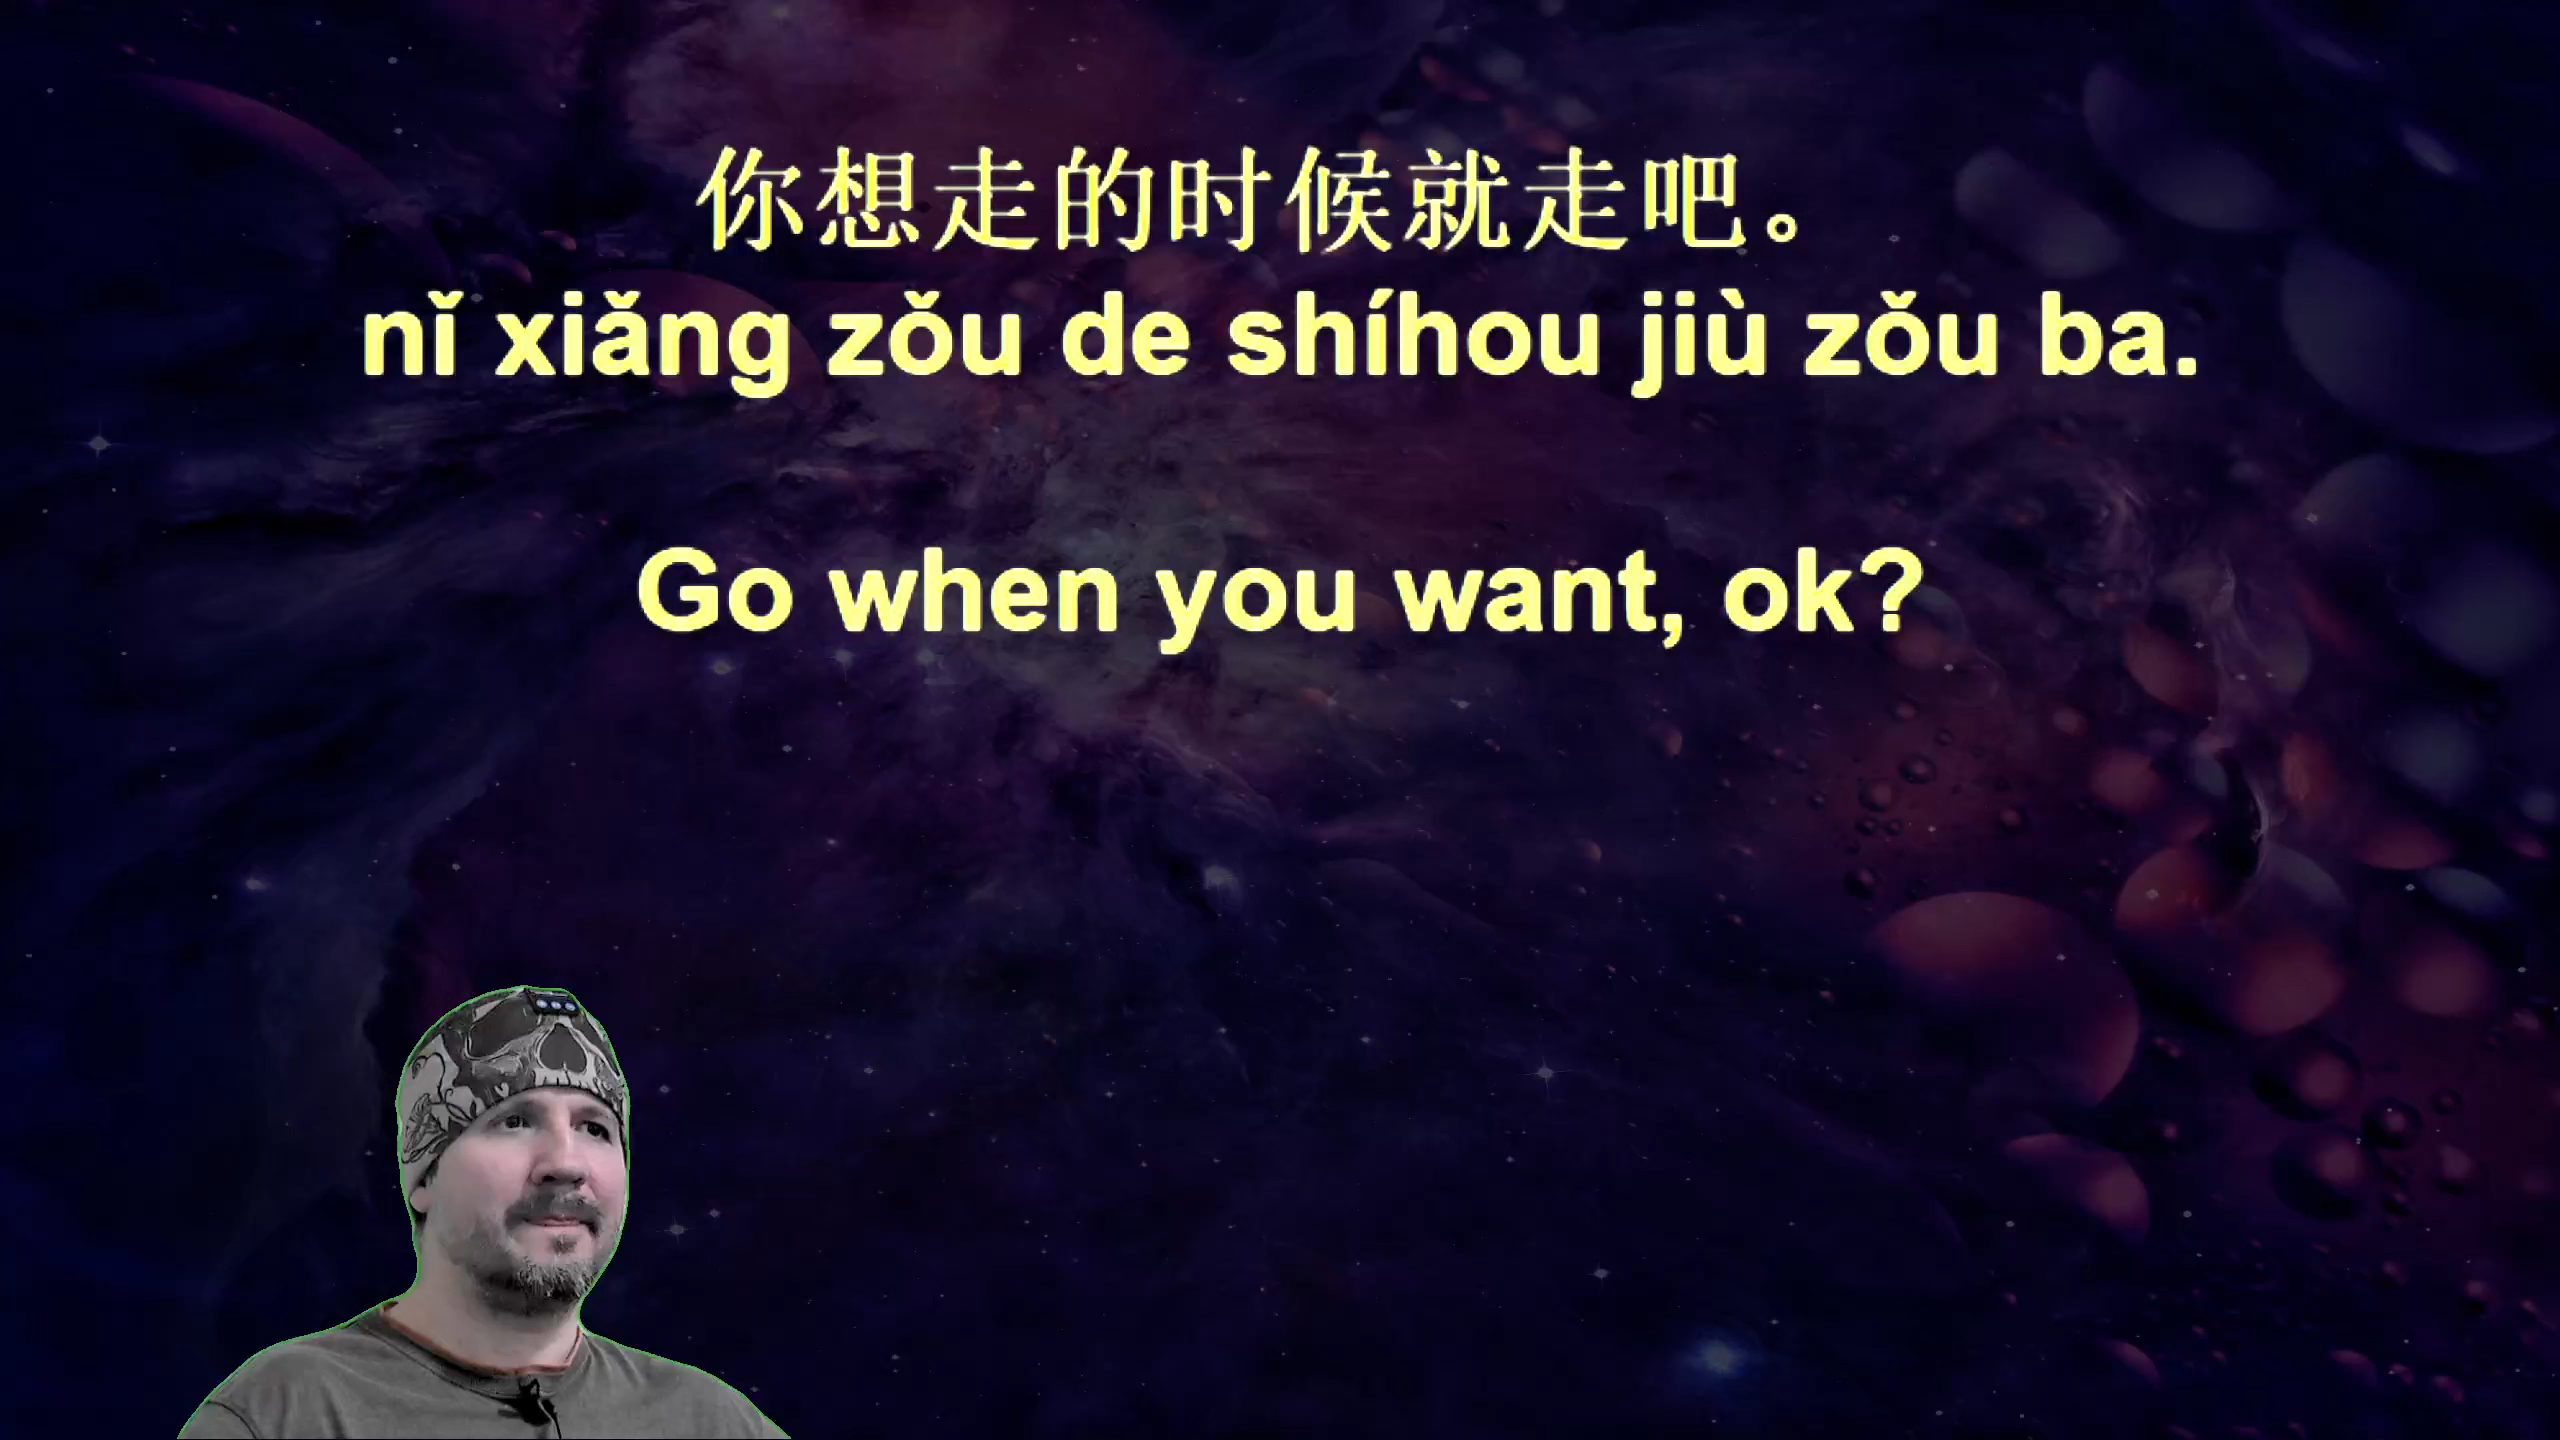 你想走的时候就走吧。
nǐ xiǎng zǒu de shíhou jiù zǒu ba.
Go when you want, ok?